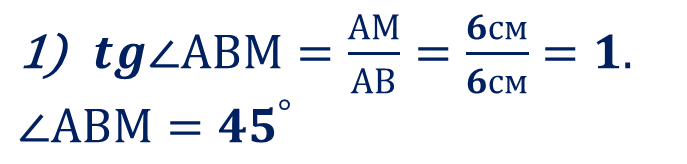 1) tg∠ABM = AM/AB = 6см/6см = 1.
∠ABM = 45°